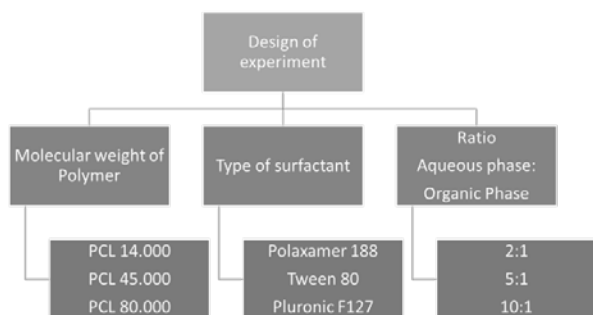 Design of
experiment
Molecular weight of
Polymer
Type of surfactant
Ratio
Aqueous phase:
Organic Phase
PCL 14.000
PCL 45.000
PCL 80.000
Polaxamer 188
Tween 80
Pluronic F127
2:1
5:1
10:1